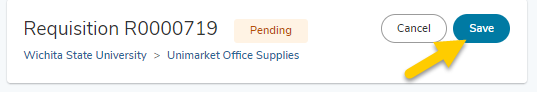 Requisition R0000719 Pending Cancel Save
Wichita State University > Unimarket Office Supplies